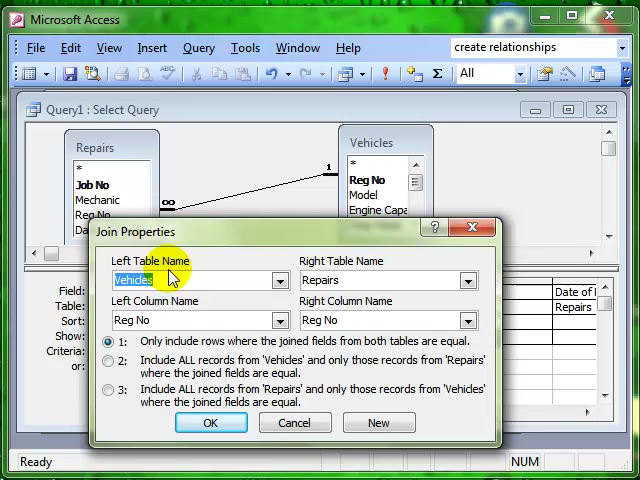 Microsoft Access
File Edit View Insert Query Tools Window Help create relationships
All
Query1 : Select Query
Repairs
*
Job No
Mechanic
Reg No
∞
1
Vehicles
*
Reg No
Model
Engine Capa
Field:
Table:
Sort:
Show:
Criteria:
or:
Date of
Repairs
Join Properties
Left Table Name Right Table Name
Vehicles Repairs
Left Column Name Right Column Name
Reg No Reg No
1: Only include rows where the joined fields from both tables are equal.
2: Include ALL records from 'Vehicles' and only those records from 'Repairs' where the joined fields are equal.
3: Include ALL records from 'Repairs' and only those records from 'Vehicles' where the joined fields are equal.
OK Cancel New
Ready NUM